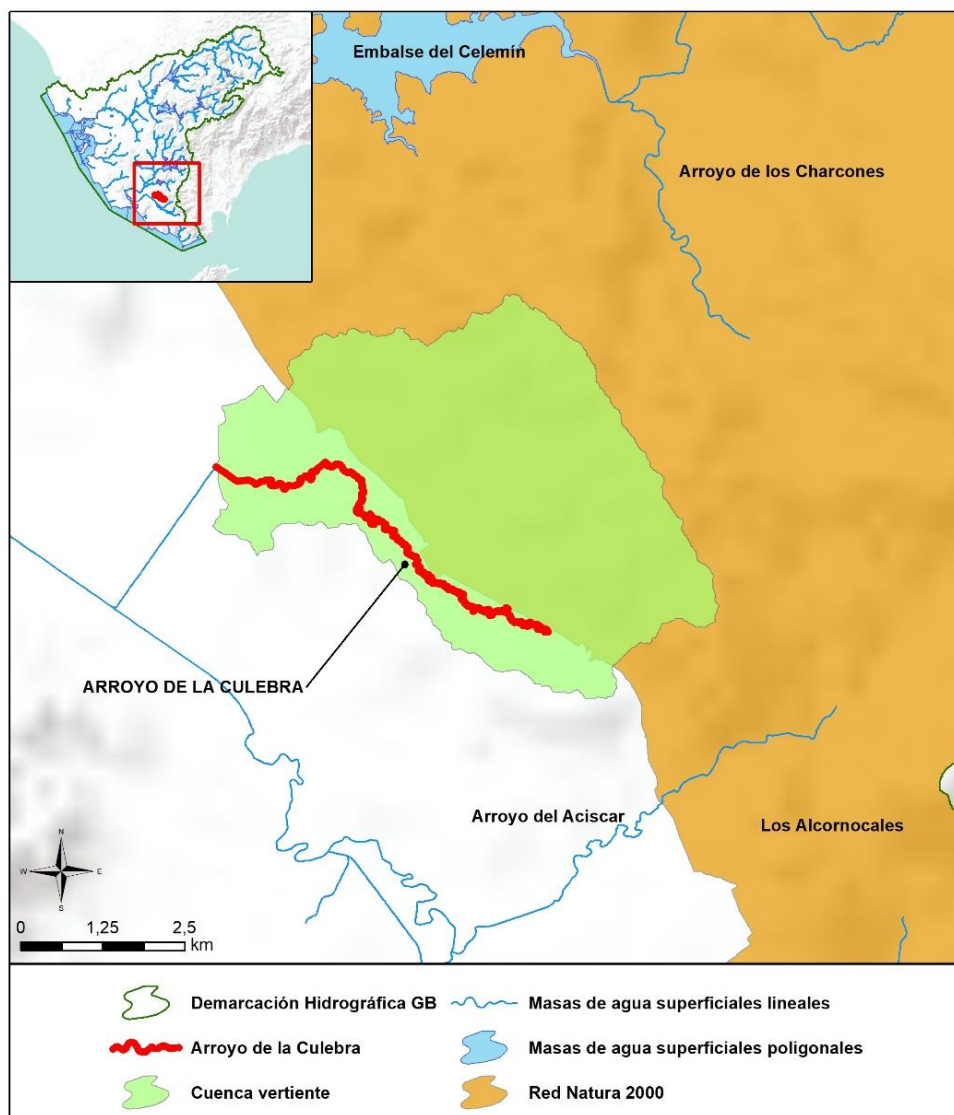 Embalse del Celemín
Arroyo de los Charcones
ARROYO DE LA CULEBRA
Arroyo del Aciscar
Los Alcornocales
N
W E
S
0 1,25 2,5
km
Demarcación Hidrográfica GB
Masas de agua superficiales lineales
Arroyo de la Culebra
Masas de agua superficiales poligonales
Cuenca vertiente
Red Natura 2000